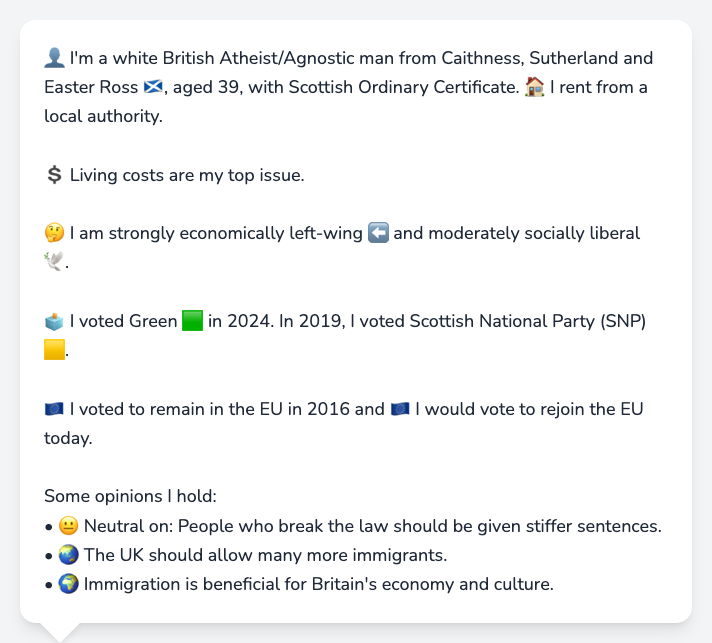 👤 I'm a white British Atheist/Agnostic man from Caithness, Sutherland and
Easter Ross 🏴󠁧󠁢󠁳󠁣󠁴󠁿, aged 39, with Scottish Ordinary Certificate. 🏠 I rent from a
local authority.
💲 Living costs are my top issue.
🤔 I am strongly economically left-wing ⬅️ and moderately socially liberal
🕊️.
🗳️ I voted Green 🟩 in 2024. In 2019, I voted Scottish National Party (SNP)
🟨.
🇪🇺 I voted to remain in the EU in 2016 and 🇪🇺 I would vote to rejoin the EU
today.
Some opinions I hold:
• 😐 Neutral on: People who break the law should be given stiffer sentences.
• 🌏 The UK should allow many more immigrants.
• 🌍 Immigration is beneficial for Britain's economy and culture.